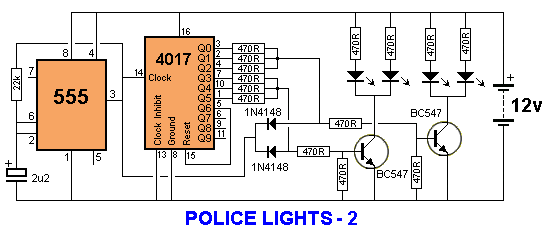 555
8
4
7
6
2
1
5
3
22k
2u2
4017
16
14
Clock
Clock Inhibit
Ground
Reset
13
8
15
Q0
Q1
Q2
Q3
Q4
Q5
Q6
Q7
Q8
Q9
3
2
4
7
10
1
5
6
9
11
470R
470R
470R
470R
470R
470R
1N4148
1N4148
470R
470R
470R
470R
470R
470R
470R
470R
BC547
BC547
+
+
12v
POLICE LIGHTS - 2